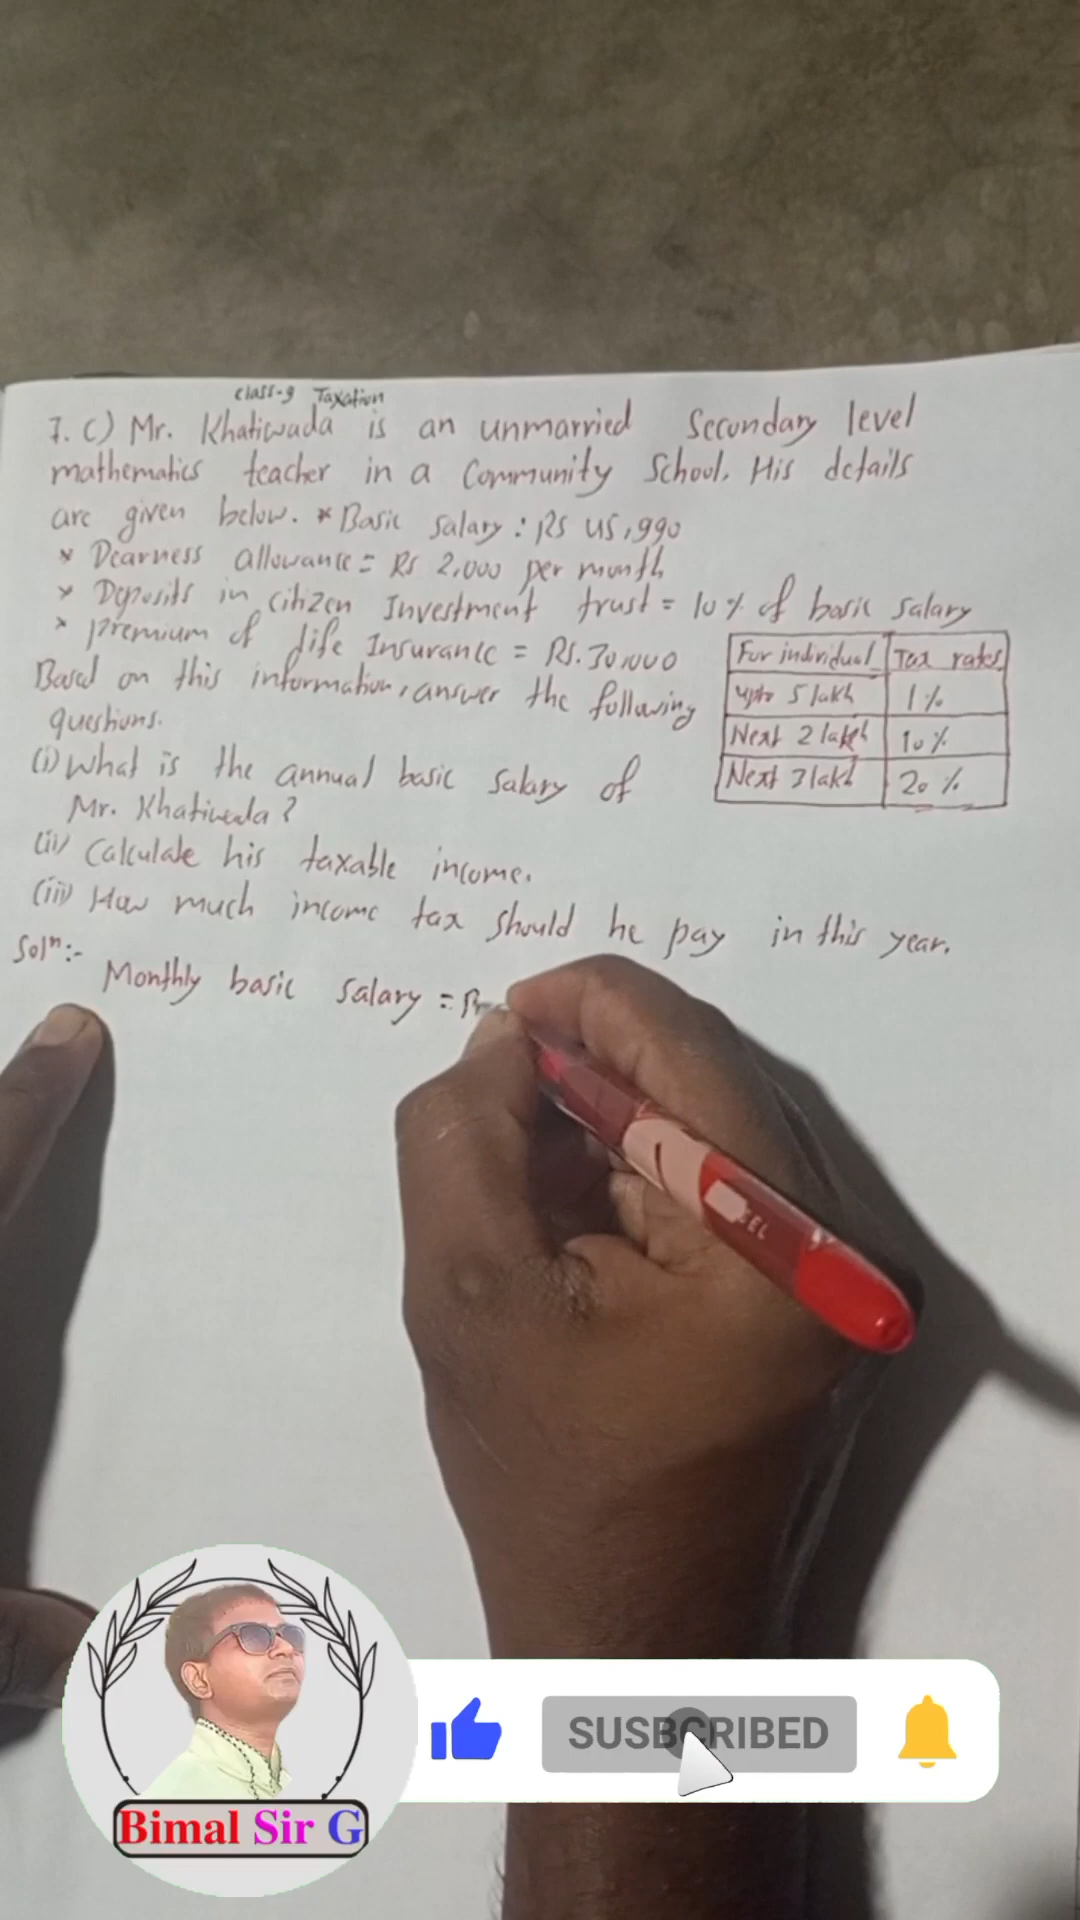 class-9 Taxation
7. C) Mr. Khatiwada is an unmarried Secondary level
mathematics teacher in a Community School. His details
are given below. * Basic salary : Rs 45,990
* Dearness allowance = Rs 2,000 per month
* Deposits in Citizen Investment trust = 10% of basic salary
* Premium of life Insurance = Rs. 30,000
Based on this information, answer the following
questions.
For individual Tax rates
upto 5 lakh 1%
Next 2 lakh 10%
Next 3 lakh 20%
(i) What is the annual basic salary of
Mr. Khatiwada ?
(ii) Calculate his taxable income.
(iii) How much income tax should he pay in this year.
Solⁿ:-
Monthly basic salary =
CEL
SUSBCRIBED
Bimal Sir G